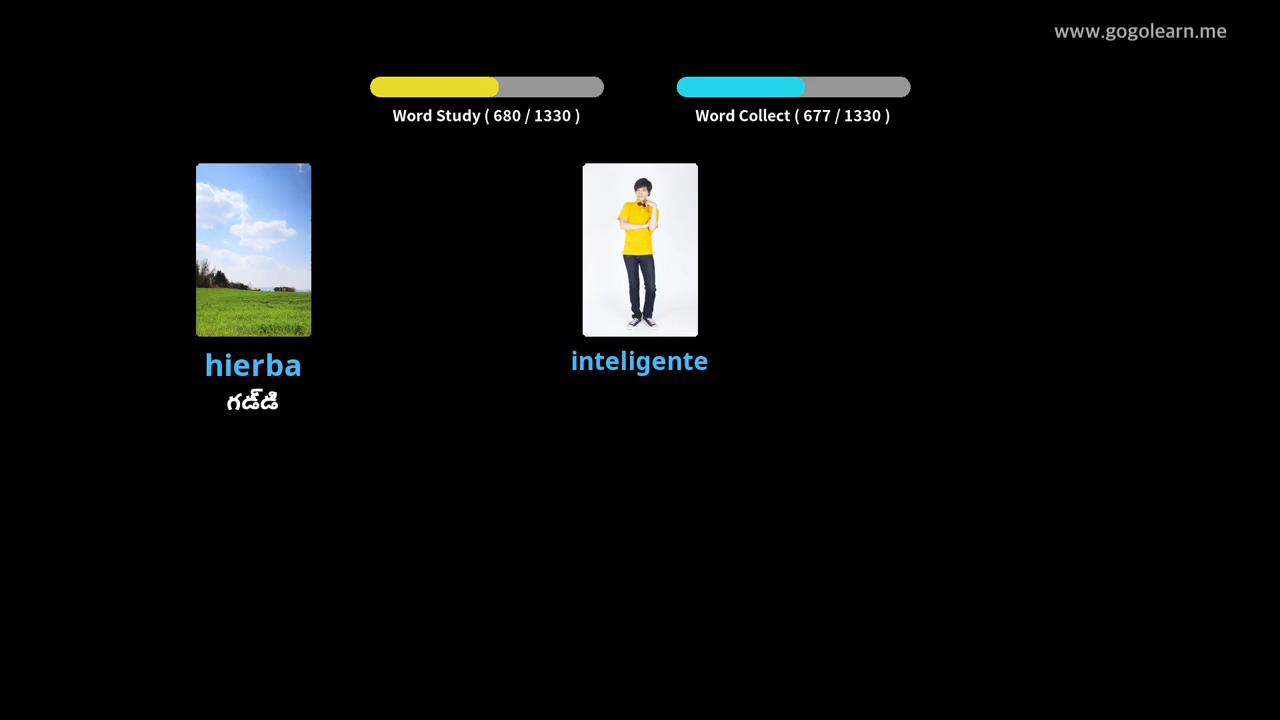 www.gogolearn.me
Word Study ( 680 / 1330 )
Word Collect ( 677 / 1330 )
hierba
గడ్డి
inteligente